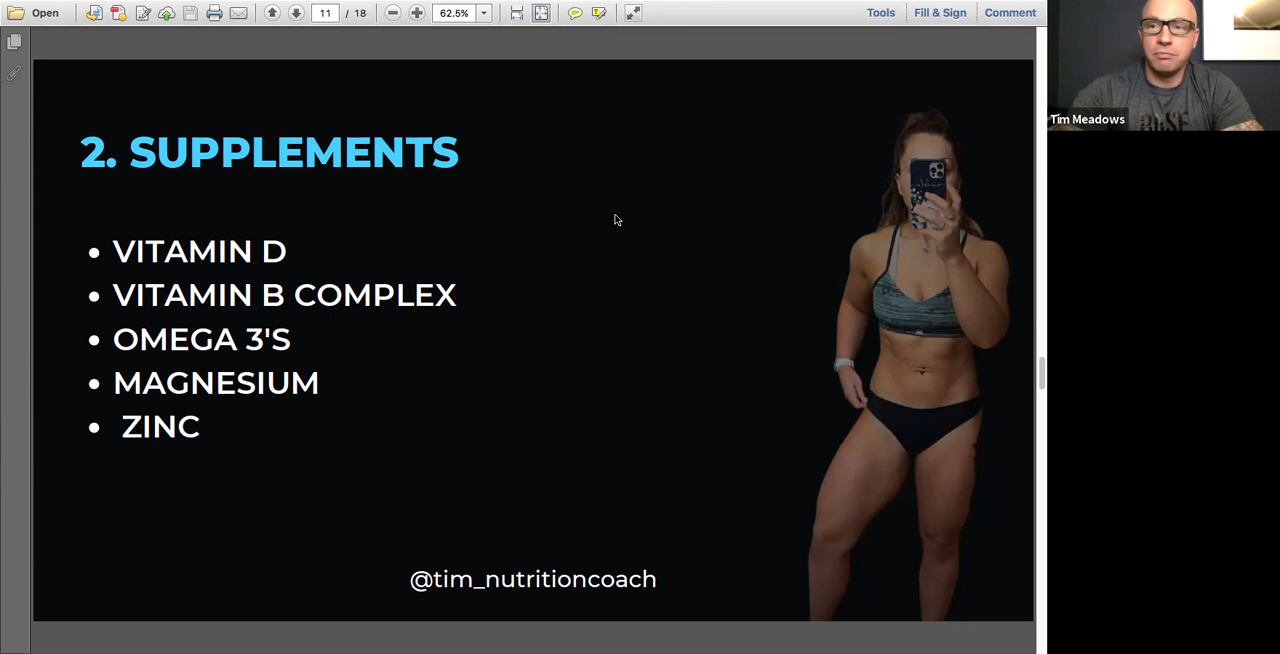 Open
11 / 18
62.5%
Tools
Fill & Sign
Comment
Tim Meadows
2. SUPPLEMENTS
VITAMIN D
VITAMIN B COMPLEX
OMEGA 3'S
MAGNESIUM
ZINC
@tim_nutritioncoach